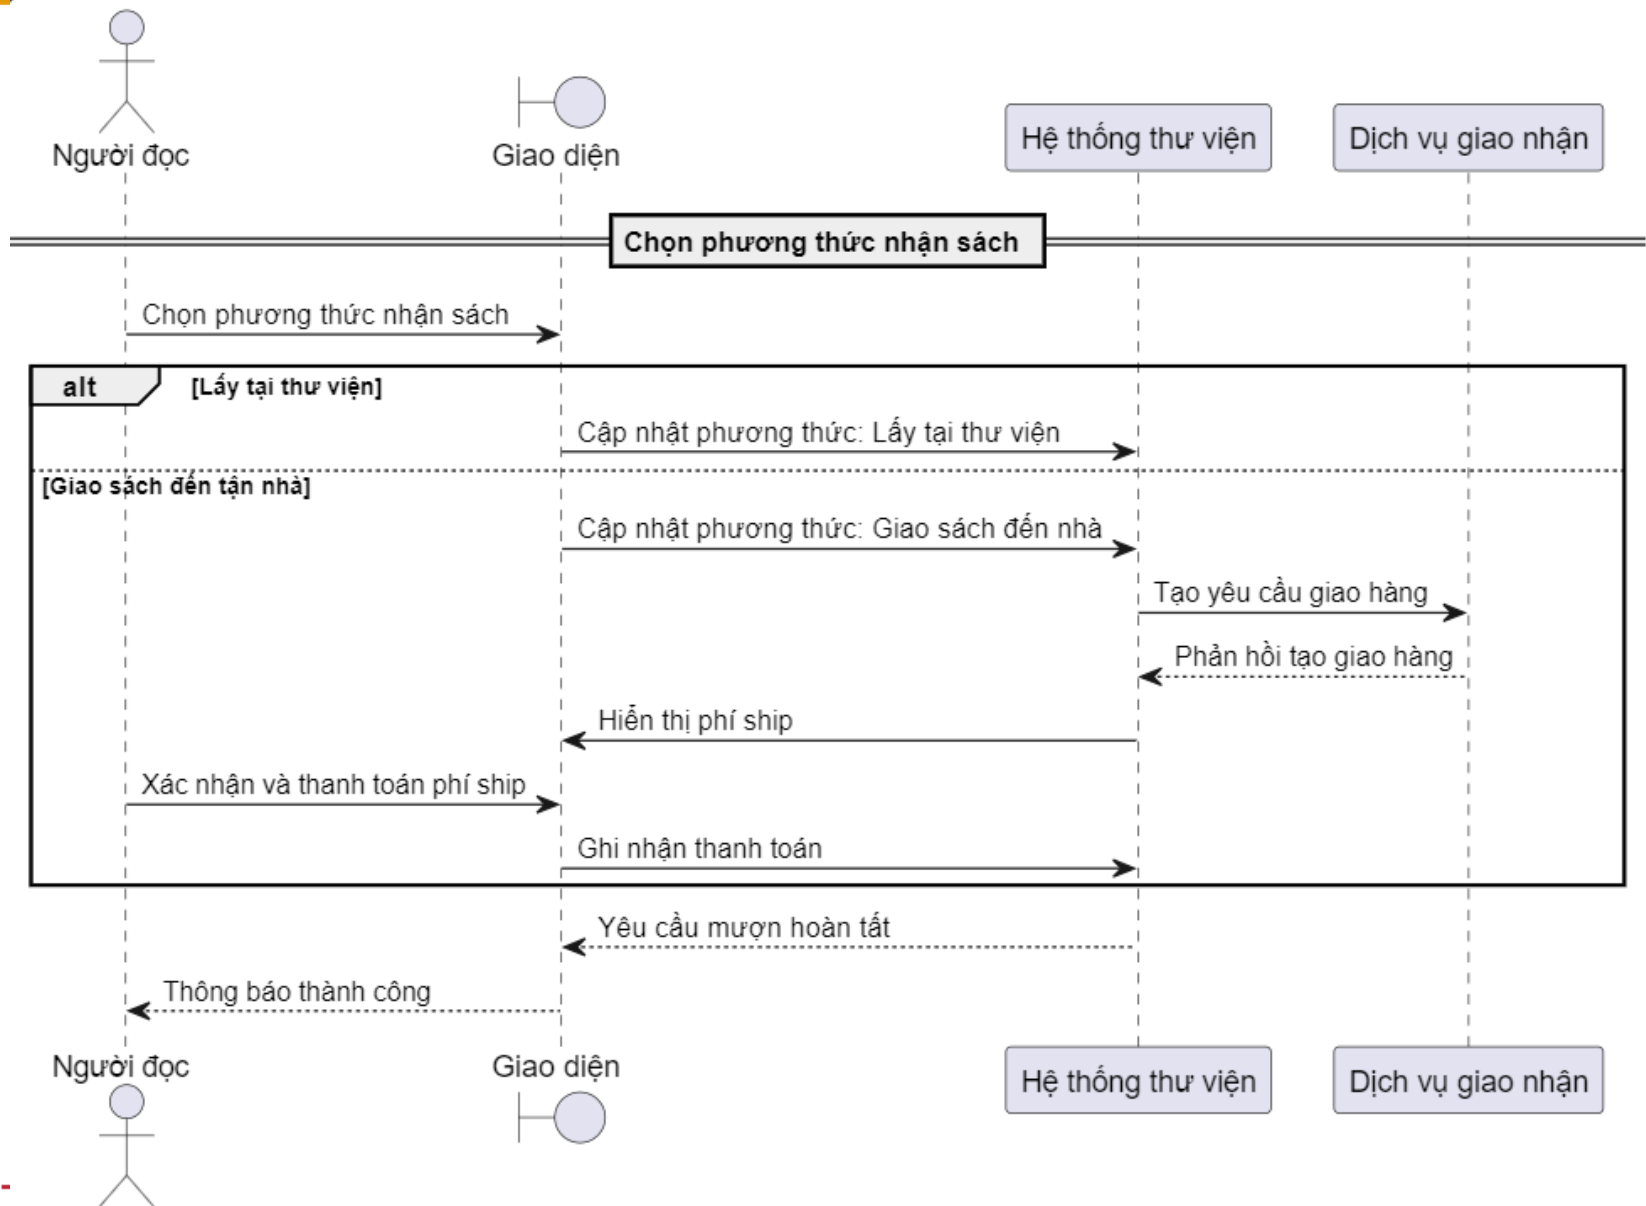 Người đọc
Giao diện
Hệ thống thư viện
Dịch vụ giao nhận
Chọn phương thức nhận sách
Chọn phương thức nhận sách
alt
[Lấy tại thư viện]
Cập nhật phương thức: Lấy tại thư viện
[Giao sách đến tận nhà]
Cập nhật phương thức: Giao sách đến nhà
Tạo yêu cầu giao hàng
Phản hồi tạo giao hàng
Hiển thị phí ship
Xác nhận và thanh toán phí ship
Ghi nhận thanh toán
Yêu cầu mượn hoàn tất
Thông báo thành công
Người đọc
Giao diện
Hệ thống thư viện
Dịch vụ giao nhận